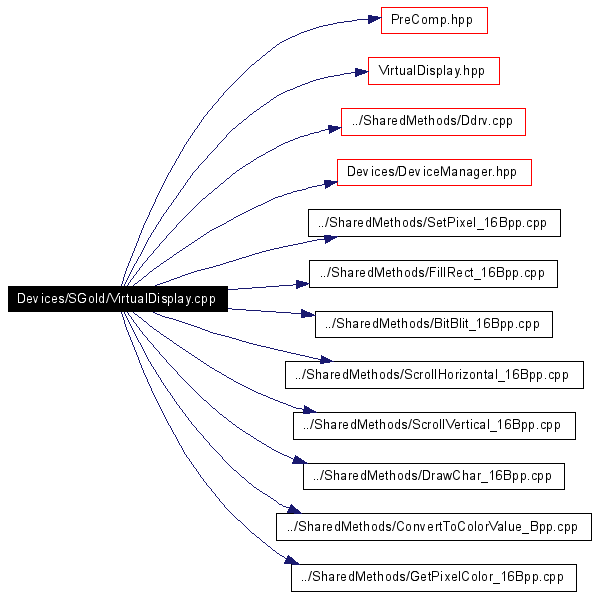 PreComp.hpp
VirtualDisplay.hpp
../SharedMethods/Ddrv.cpp
Devices/DeviceManager.hpp
../SharedMethods/SetPixel_16Bpp.cpp
../SharedMethods/FillRect_16Bpp.cpp
Devices/SGold/VirtualDisplay.cpp
../SharedMethods/BitBlit_16Bpp.cpp
../SharedMethods/ScrollHorizontal_16Bpp.cpp
../SharedMethods/ScrollVertical_16Bpp.cpp
../SharedMethods/DrawChar_16Bpp.cpp
../SharedMethods/ConvertToColorValue_Bpp.cpp
../SharedMethods/GetPixelColor_16Bpp.cpp